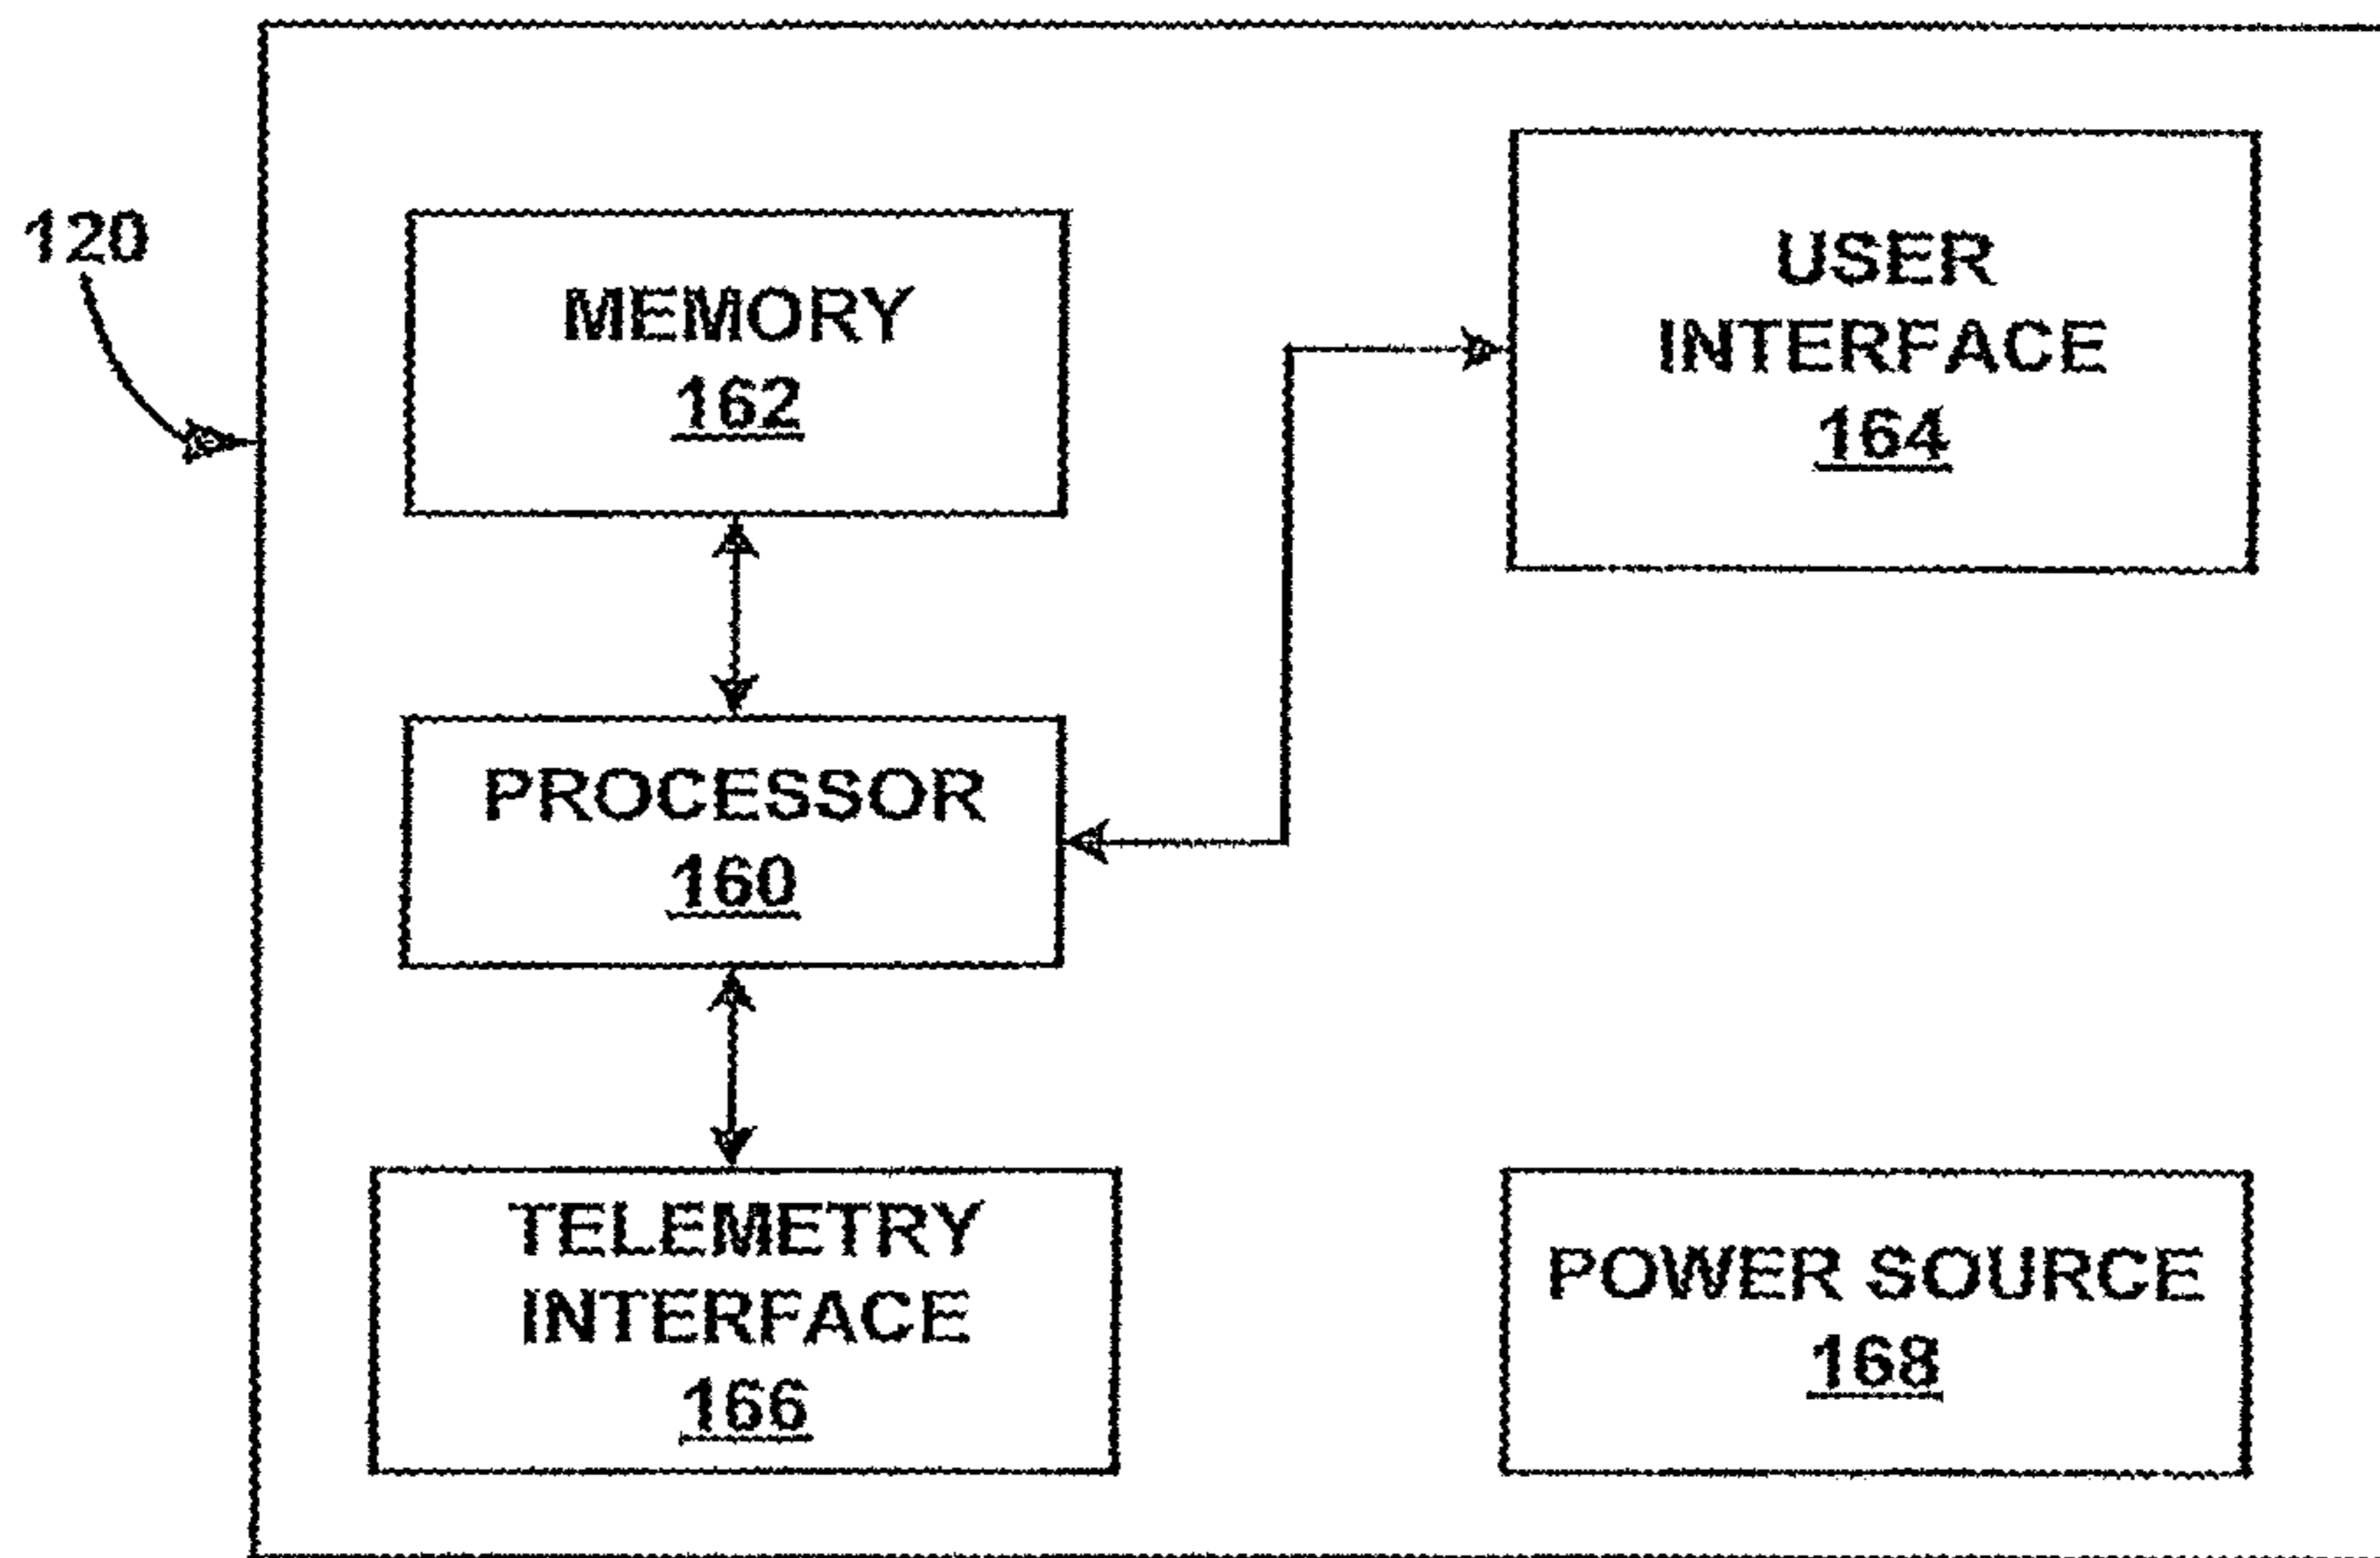 120
MEMORY
162
USER
INTERFACE
164
PROCESSOR
160
TELEMETRY
INTERFACE
166
POWER SOURCE
168